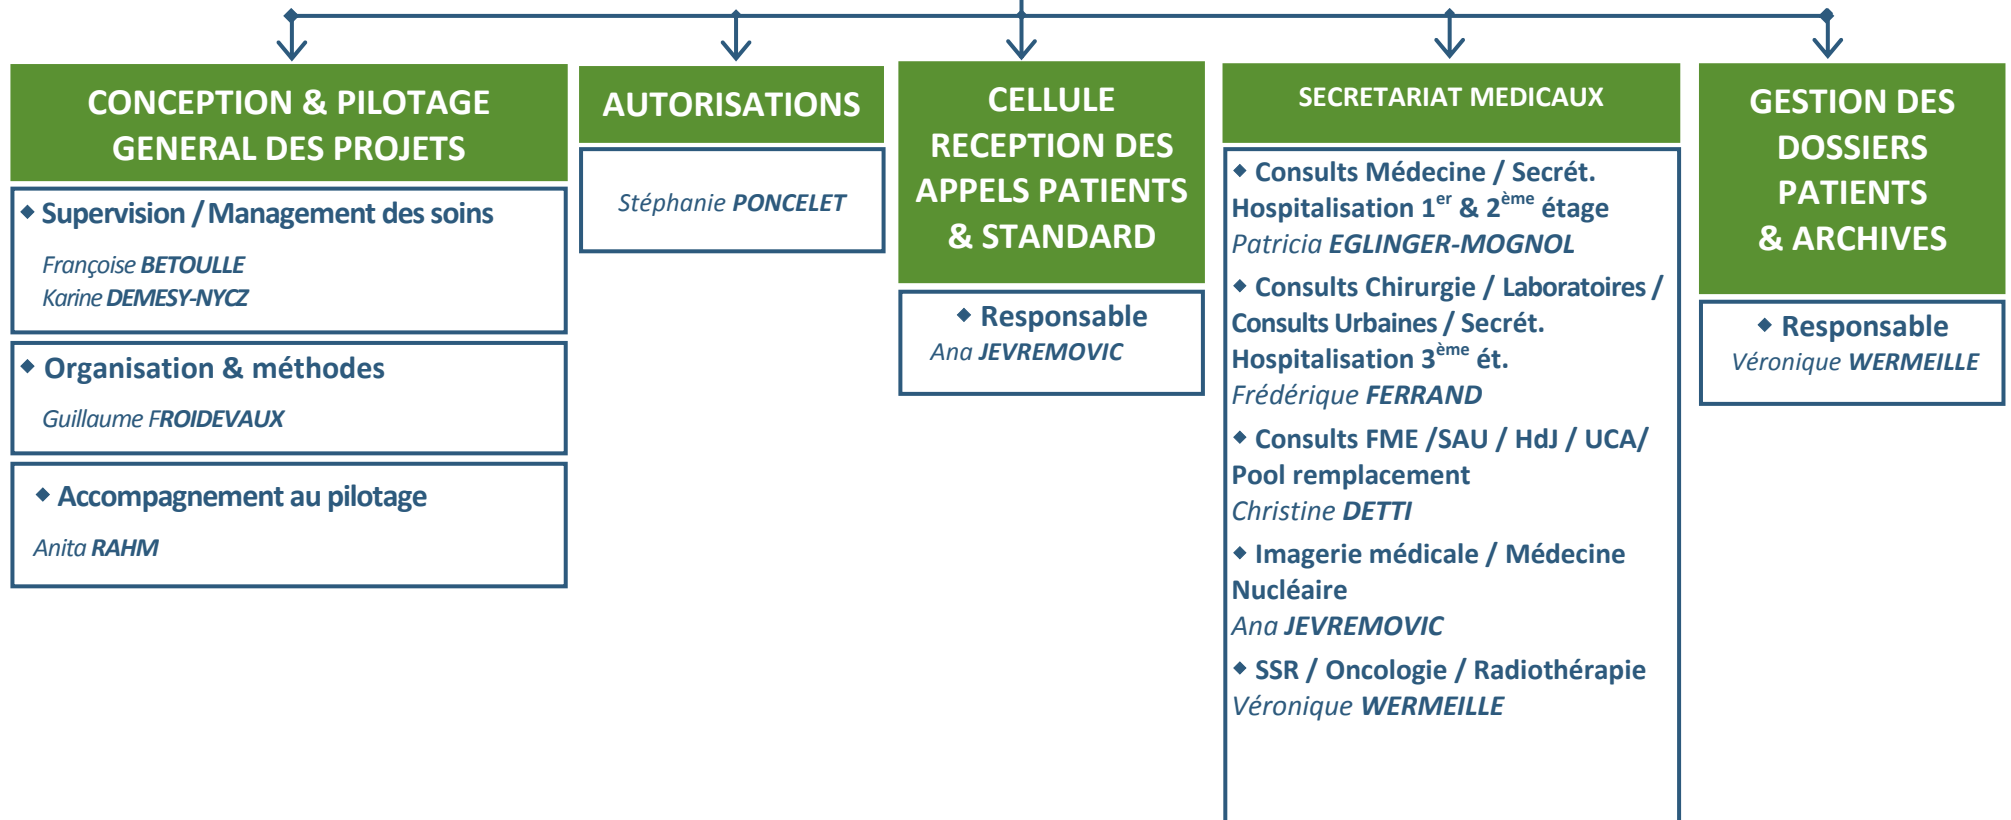 CONCEPTION & PILOTAGE
GENERAL DES PROJETS
◆ Supervision / Management des soins
Françoise BETOULLE
Karine DEMESY-NYCZ
◆ Organisation & méthodes
Guillaume FROIDEVAUX
◆ Accompagnement au pilotage
Anita RAHM
AUTORISATIONS
Stéphanie PONCELET
CELLULE
RECEPTION DES
APPELS PATIENTS
& STANDARD
◆ Responsable
Ana JEVREMOVIC
SECRETARIAT MEDICAUX
◆ Consults Médecine / Secrét.
Hospitalisation 1er & 2ème étage
Patricia EGLINGER-MOGNOL
◆ Consults Chirurgie / Laboratoires /
Consults Urbaines / Secrét.
Hospitalisation 3ème ét.
Frédérique FERRAND
◆ Consults FME /SAU / HdJ / UCA/
Pool remplacement
Christine DETTI
◆ Imagerie médicale / Médecine
Nucléaire
Ana JEVREMOVIC
◆ SSR / Oncologie / Radiothérapie
Véronique WERMEILLE
GESTION DES
DOSSIERS
PATIENTS
& ARCHIVES
◆ Responsable
Véronique WERMEILLE